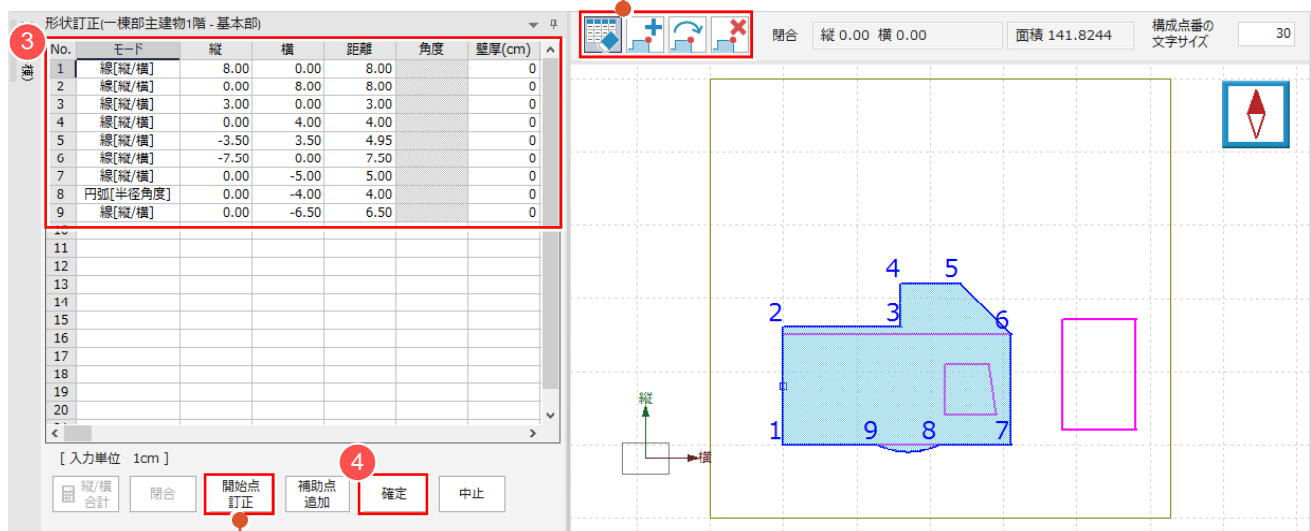 形状訂正(一棟部主建物1階 - 基本部)
3
No. モード 縦 横 距離 角度 壁厚(cm)
1 線[縦/横] 8.00 0.00 8.00 0
2 線[縦/横] 0.00 8.00 8.00 0
3 線[縦/横] 3.00 0.00 3.00 0
4 線[縦/横] 0.00 4.00 4.00 0
5 線[縦/横] -3.50 3.50 4.95 0
6 線[縦/横] -7.50 0.00 7.50 0
7 線[縦/横] 0.00 -5.00 5.00 0
8 円弧[半径角度] 0.00 -4.00 4.00 0
9 線[縦/横] 0.00 -6.50 6.50 0
10
11
12
13
14
15
16
17
18
19
20
[ 入力単位 1cm ]
4
縦/横
合計
閉合
開始点
訂正
補助点
追加
確定
中止
閉合 縦 0.00 横 0.00
面積 141.8244
構成点番の
文字サイズ
30
4 5
2 3 6
縦
1 9 8 7
横